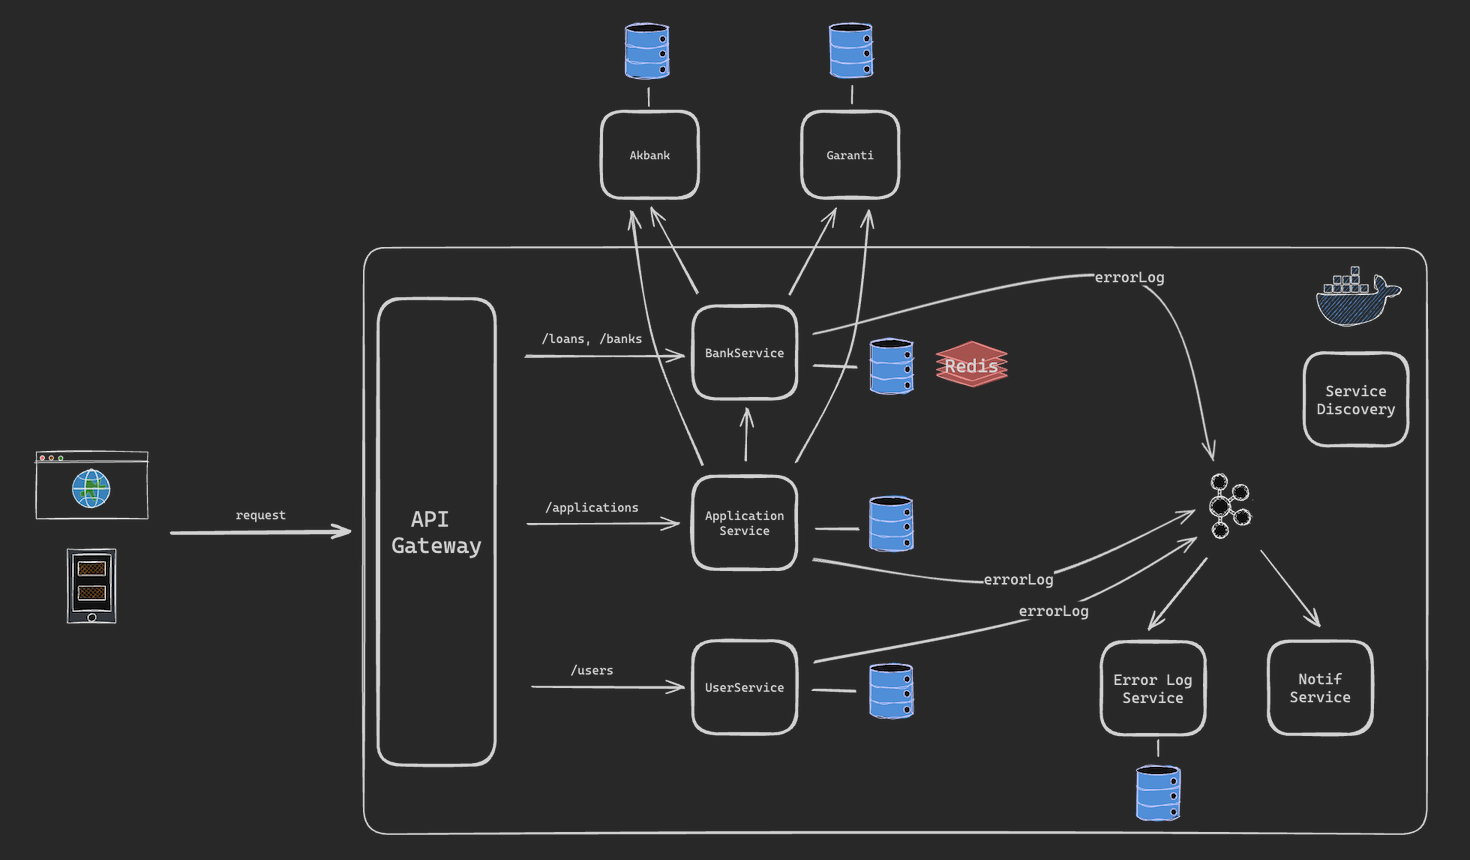 Akbank
Garanti
errorLog
/loans, /banks
BankService
Redis
Service
Discovery
request
API
Gateway
/applications
Application
Service
errorLog
errorLog
/users
UserService
Error Log
Service
Notif
Service